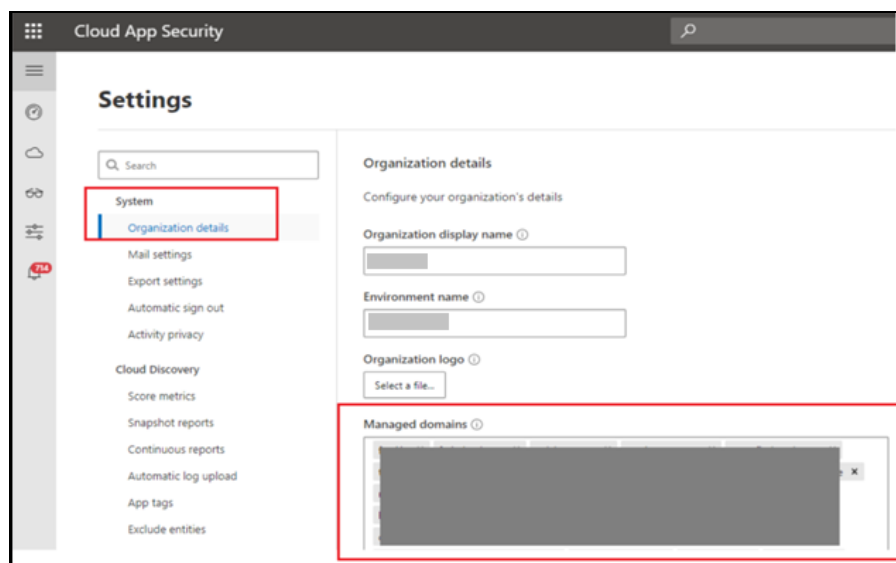 Cloud App Security
Settings
Search
System
Organization details
Mail settings
Export settings
Automatic sign out
Activity privacy
Cloud Discovery
Score metrics
Snapshot reports
Continuous reports
Automatic log upload
App tags
Exclude entities
714
Organization details
Configure your organization's details
Organization display name
Environment name
Organization logo
Select a file...
Managed domains